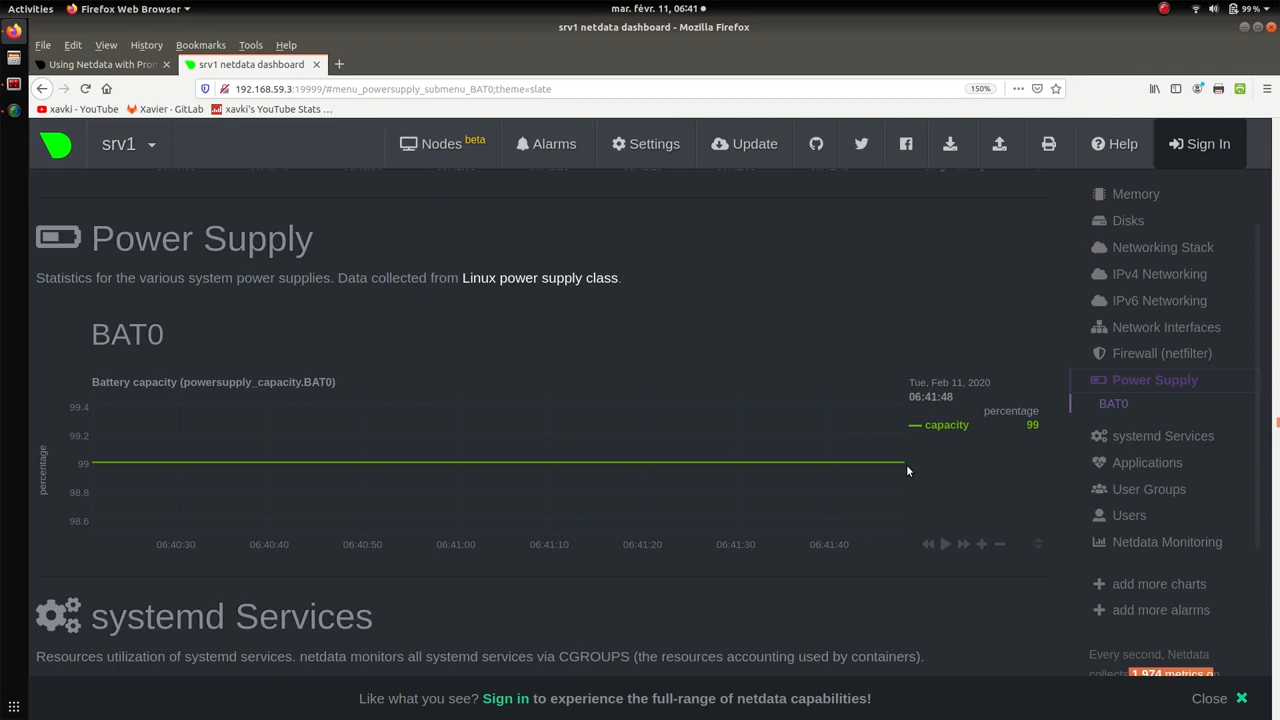 Activities
Firefox Web Browser
mar. févr. 11, 06:41
99 %
srv1 netdata dashboard - Mozilla Firefox
File Edit View History Bookmarks Tools Help
Using Netdata with Pro
srv1 netdata dashboard
192.168.59.3:19999/#menu_powersupply_submenu_BAT0;theme=slate
150%
xavki - YouTube
Xavier · GitLab
xavki's YouTube Stats …
srv1
Nodes beta
Alarms
Settings
Update
Help
Sign In
Power Supply
Statistics for the various system power supplies. Data collected from Linux power supply class.
BAT0
Battery capacity (powersupply_capacity.BAT0)
Tue, Feb 11, 2020
06:41:48
percentage
capacity 99
99.4
99.2
99
98.8
98.6
percentage
06:40:30 06:40:40 06:40:50 06:41:00 06:41:10 06:41:20 06:41:30 06:41:40
systemd Services
Resources utilization of systemd services. netdata monitors all systemd services via CGROUPS (the resources accounting used by containers).
Memory
Disks
Networking Stack
IPv4 Networking
IPv6 Networking
Network Interfaces
Firewall (netfilter)
Power Supply
BAT0
systemd Services
Applications
User Groups
Users
Netdata Monitoring
add more charts
add more alarms
Every second, Netdata
collects 1,974 metrics on
Like what you see? Sign in to experience the full-range of netdata capabilities!
Close